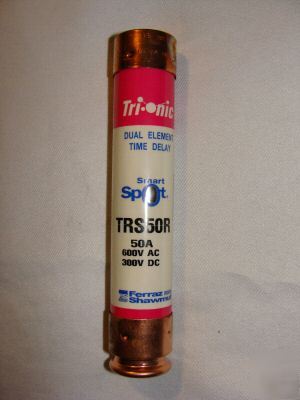 Tri-onic
DUAL ELEMENT
TIME DELAY
Smart
Spot
TRS50R
50A
600V AC
300V DC
Ferraz
Shawmut